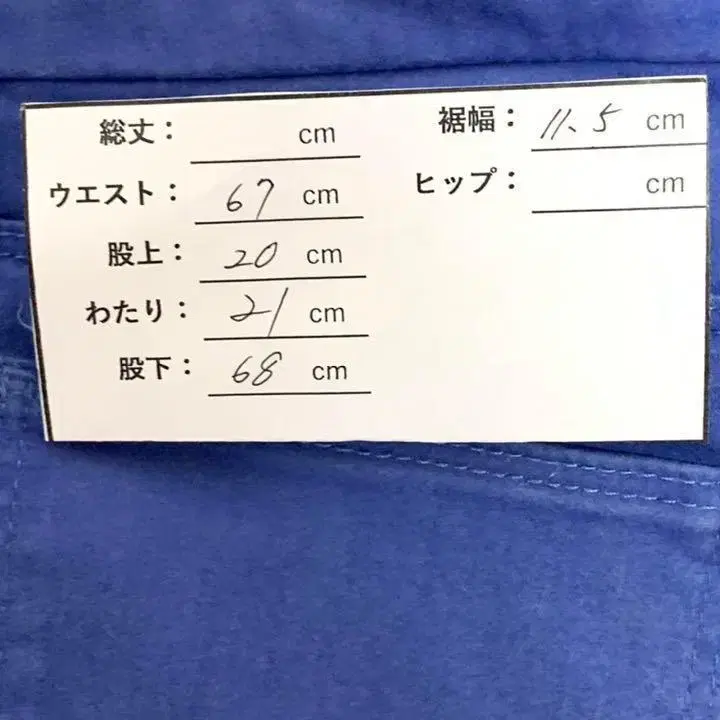 総丈： cm
ウエスト： 67 cm
股上： 20 cm
わたり： 21 cm
股下： 68 cm
裾幅： 11.5 cm
ヒップ： cm